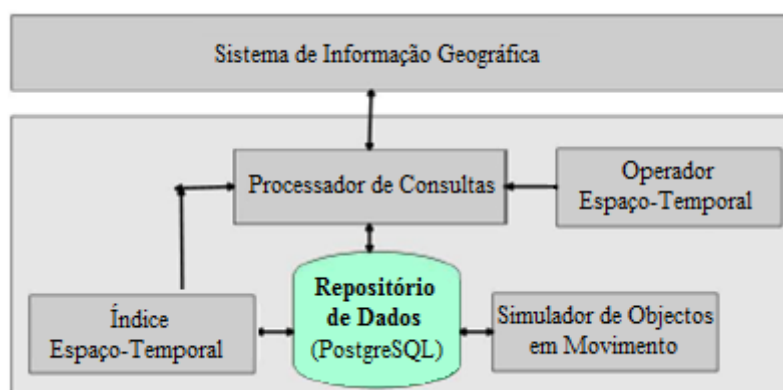 Sistema de Informação Geográfica
Processador de Consultas
Operador
Espaço-Temporal
Repositório
de Dados
(PostgreSQL)
Índice
Espaço-Temporal
Simulador de Objectos
em Movimento